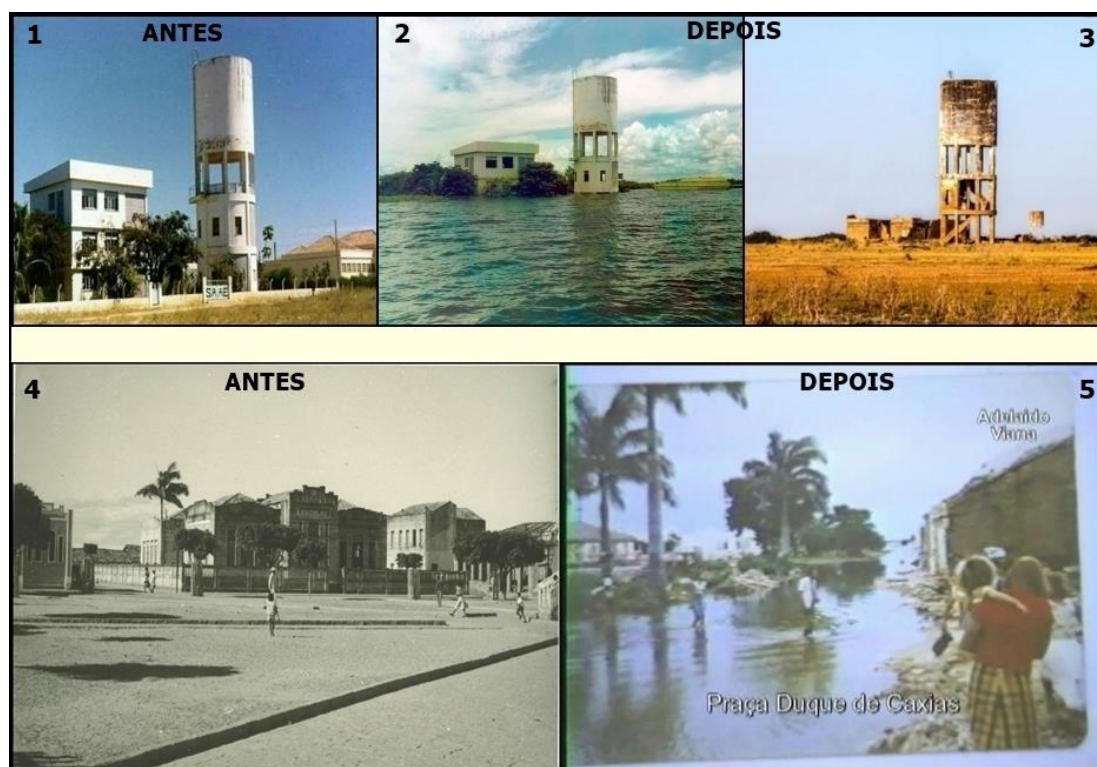 1
ANTES
2
DEPOIS
3
SAAE
4
ANTES
DEPOIS
5
Adelaido
Viana
Praça Duque de Caxias